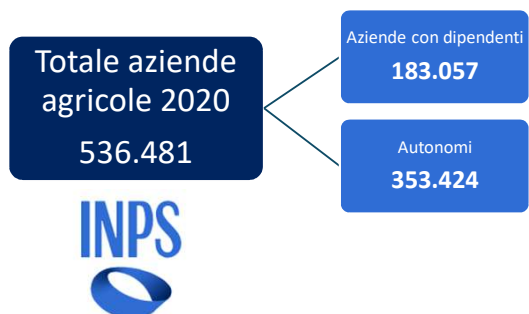 Totale aziende
agricole 2020
536.481
Aziende con dipendenti
183.057
Autonomi
353.424
INPS